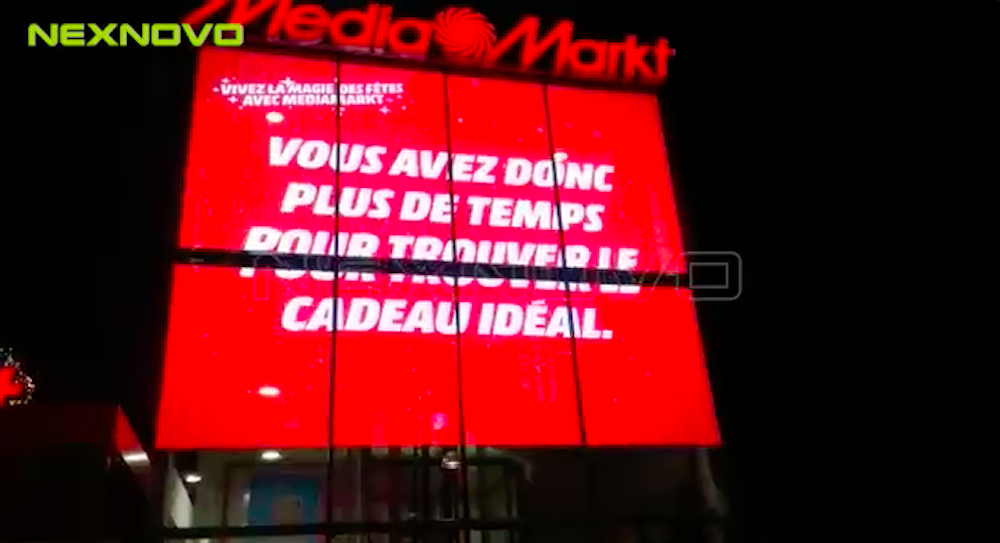 NEXNOVO
MediaMarkt
VIVEZ LA MAGIE DES FÊTES
AVEC MEDIAMARKT
VOUS AVEZ DONC
PLUS DE TEMPS
POUR TROUVER LE
NEXNOVO
CADEAU IDÉAL.